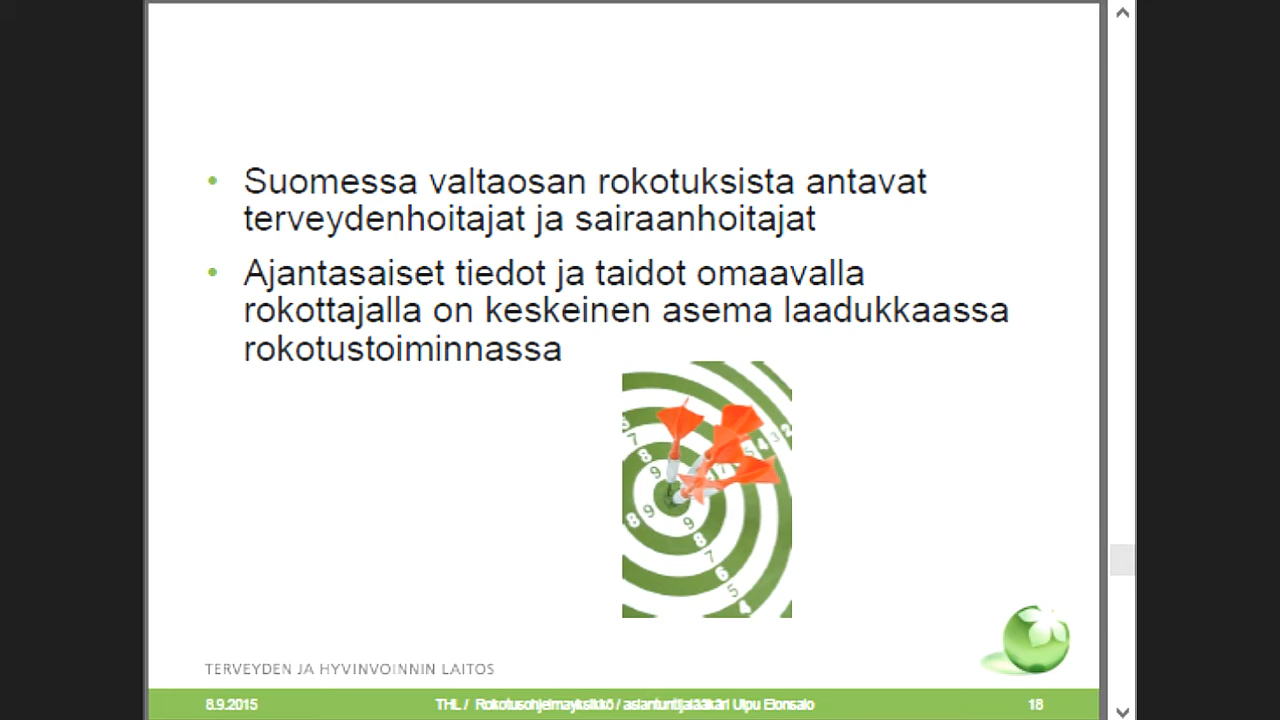 • Suomessa valtaosan rokotuksista antavat
terveydenhoitajat ja sairaanhoitajat
• Ajantasaiset tiedot ja taidot omaavalla
rokottajalla on keskeinen asema laadukkaassa
rokotustoiminnassa
TERVEYDEN JA HYVINVOINNIN LAITOS
8.9.2015 THL / Rokotusohjelmayksikkö / asiantuntijalääkäri Ulpu Elonsalo 18